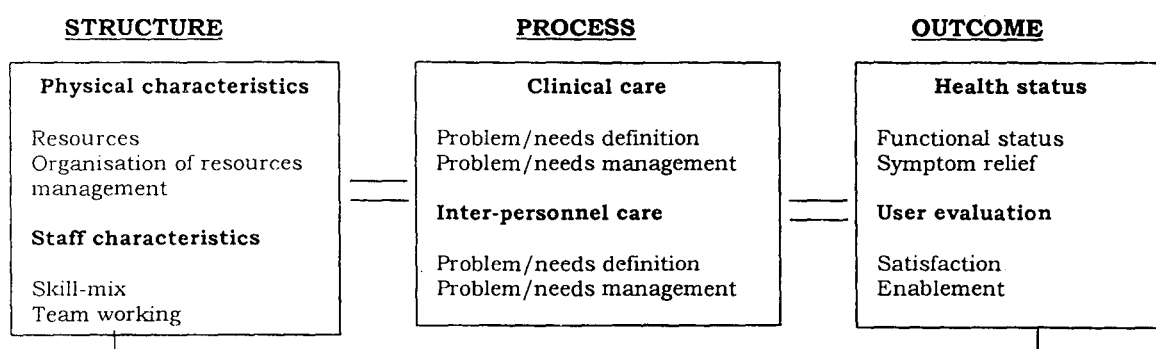 STRUCTURE
Physical characteristics
Resources
Organisation of resources
management
Staff characteristics
Skill-mix
Team working
PROCESS
Clinical care
Problem/needs definition
Problem/needs management
Inter-personnel care
Problem/needs definition
Problem/needs management
OUTCOME
Health status
Functional status
Symptom relief
User evaluation
Satisfaction
Enablement